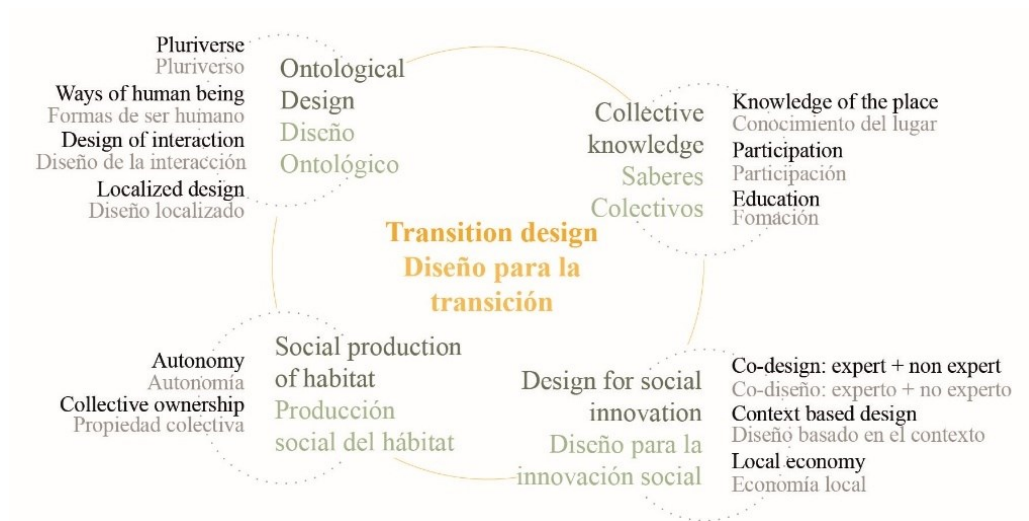 Pluriverse
Pluriverso
Ways of human being
Formas de ser humano
Design of interaction
Diseño de la interacción
Localized design
Diseño localizado
Ontological
Design
Diseño
Ontológico
Collective
knowledge
Saberes
Colectivos
Knowledge of the place
Conocimiento del lugar
Participation
Participación
Education
Fomación
Transition design
Diseño para la
transición
Autonomy
Autonomía
Collective ownership
Propiedad colectiva
Social production
of habitat
Producción
social del hábitat
Design for social
innovation
Diseño para la
innovación social
Co-design: expert + non expert
Co-diseño: experto + no experto
Context based design
Diseño basado en el contexto
Local economy
Economía local